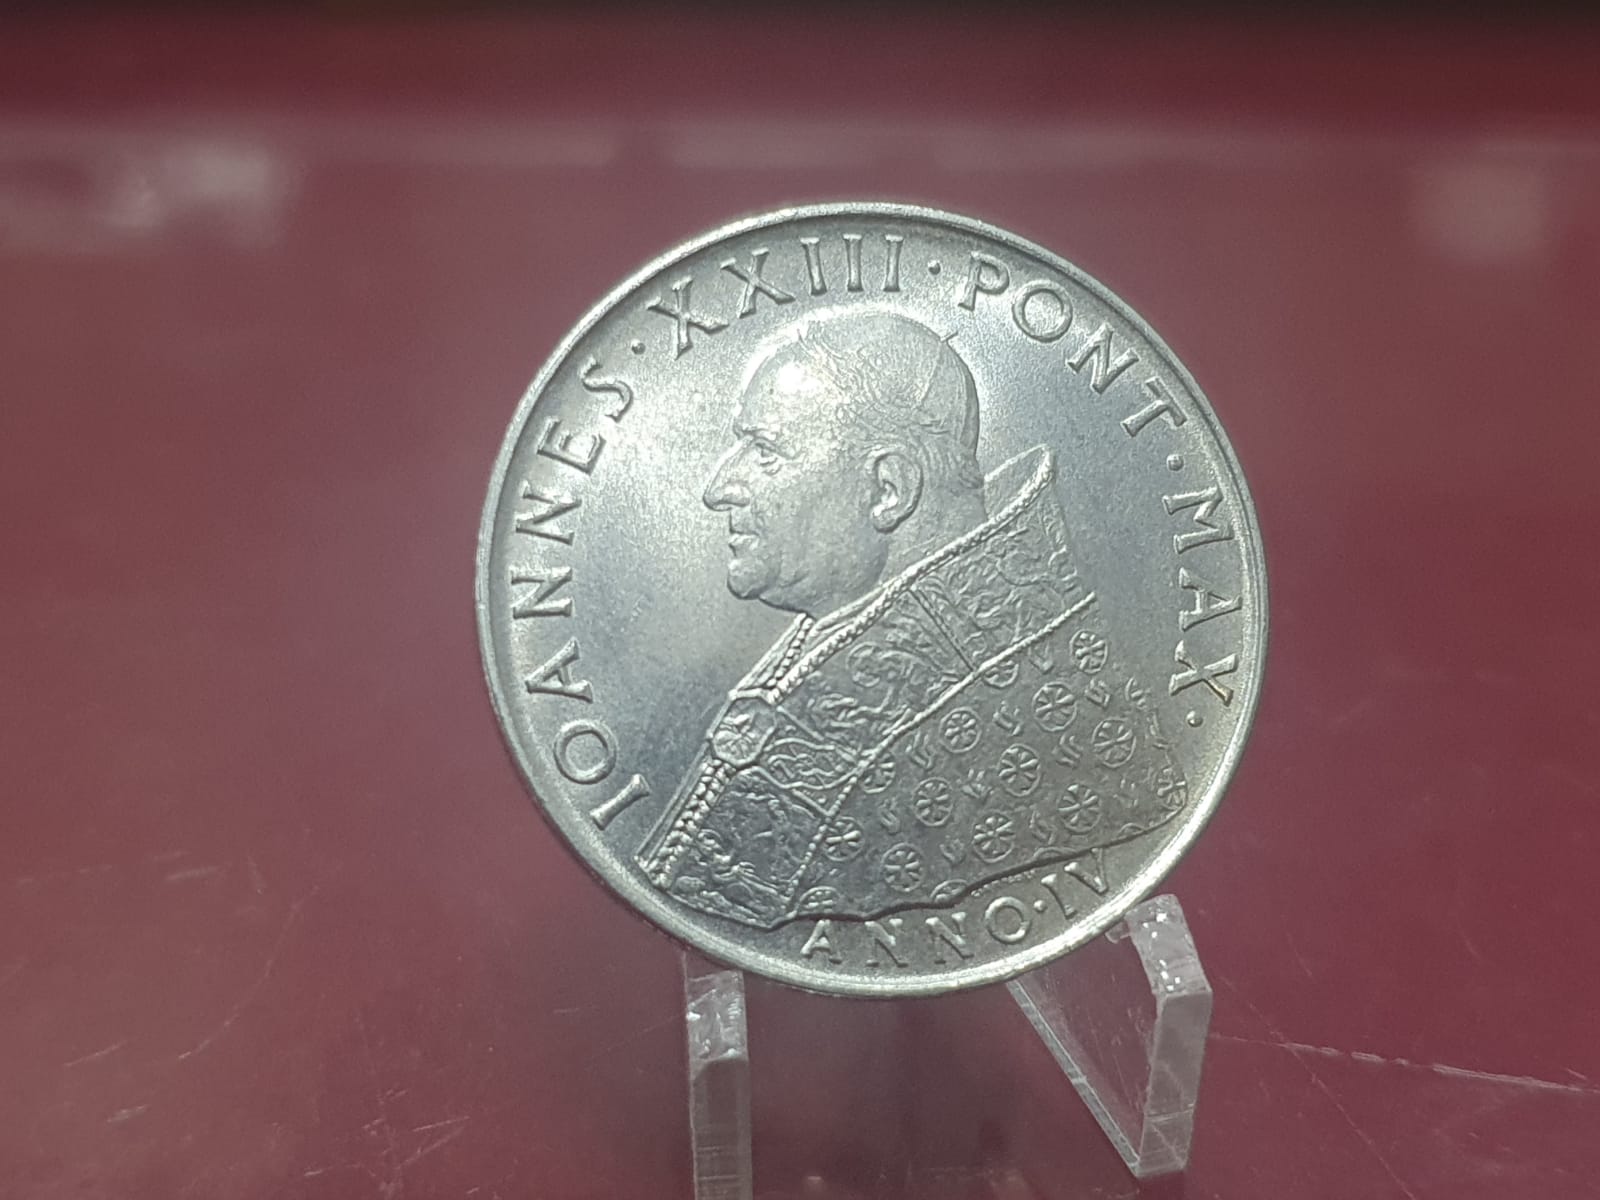 IOANNES · XXIII · PONT · MAX ·
ANNO · IV